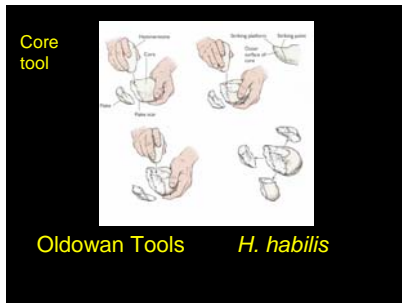 Core
tool
Hammerstone
Core
Flake
Flake scar
Striking platform
Striking point
Outer
surface of
core
Oldowan Tools H. habilis